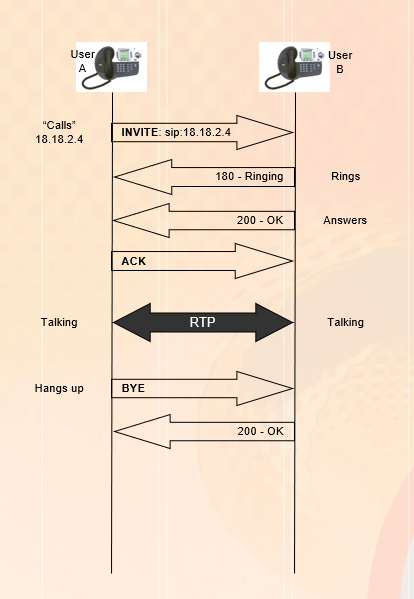 User
A
User
B
“Calls”
18.18.2.4
INVITE: sip:18.18.2.4
180 - Ringing
Rings
200 - OK
Answers
ACK
Talking
RTP
Talking
Hangs up
BYE
200 - OK